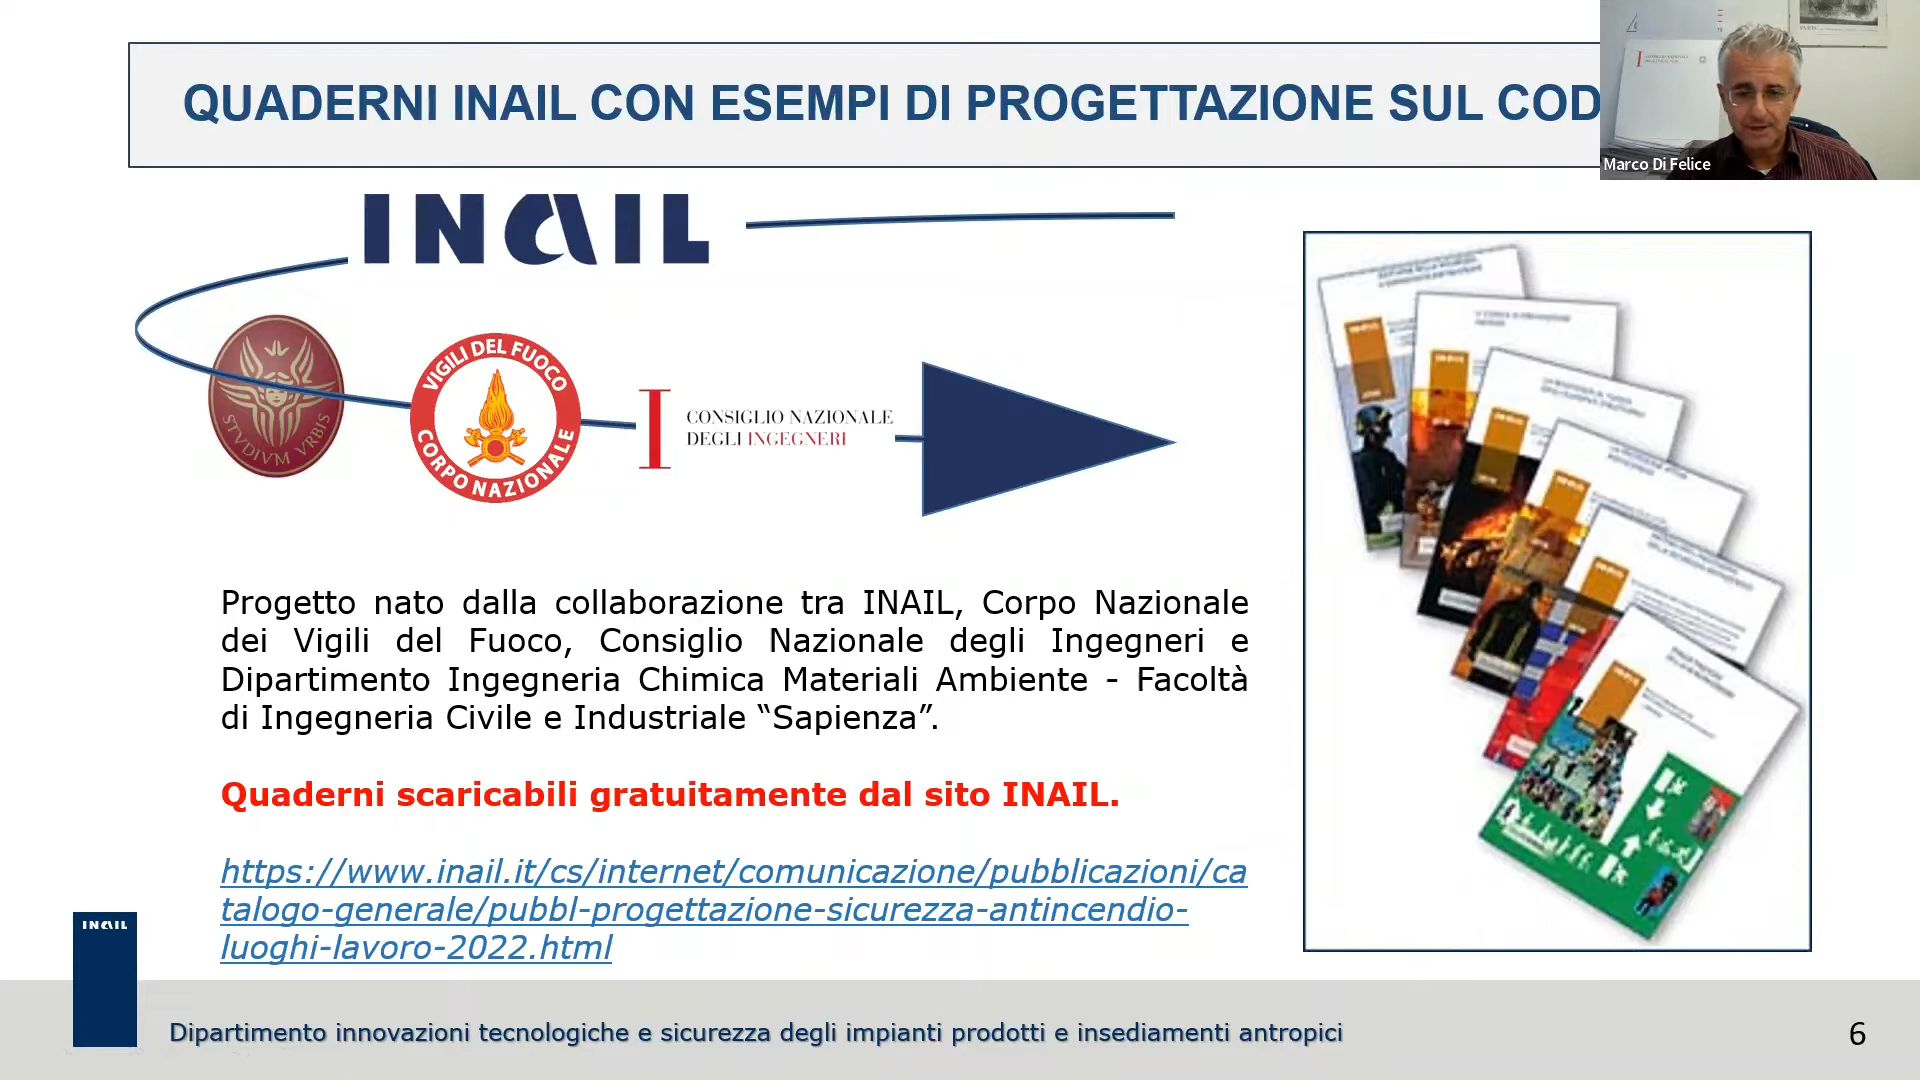 QUADERNI INAIL CON ESEMPI DI PROGETTAZIONE SUL COD
Marco Di Felice
INAIL
STVDIVM VRBIS
VIGILI DEL FUOCO
CORPO NAZIONALE
CONSIGLIO NAZIONALE
DEGLI INGEGNERI
Progetto nato dalla collaborazione tra INAIL, Corpo Nazionale
dei Vigili del Fuoco, Consiglio Nazionale degli Ingegneri e
Dipartimento Ingegneria Chimica Materiali Ambiente - Facoltà
di Ingegneria Civile e Industriale “Sapienza”.
Quaderni scaricabili gratuitamente dal sito INAIL.
https://www.inail.it/cs/internet/comunicazione/pubblicazioni/ca
talogo-generale/pubbl-progettazione-sicurezza-antincendio-
luoghi-lavoro-2022.html
INAIL
Dipartimento innovazioni tecnologiche e sicurezza degli impianti prodotti e insediamenti antropici
6